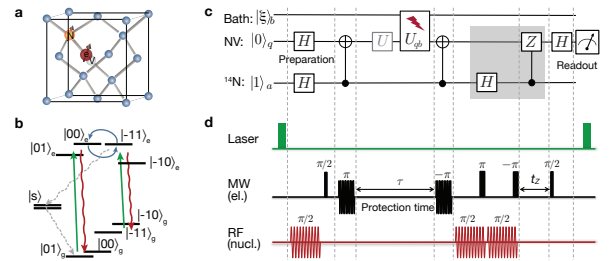 a
N
V
b
|00⟩e
|-11⟩e
|01⟩e
|-10⟩e
|s⟩
|-10⟩g
|-11⟩g
|01⟩g
|00⟩g
c
Bath: |ξ⟩b
NV: |0⟩q
H
U
Uqb
Z
H
Preparation
Readout
¹⁴N: |1⟩a
H
H
d
Laser
MW
(el.)
π/2
π
-π
π
-π
π/2
τ
Protection time
tZ
RF
(nucl.)
π/2
π/2
π/2